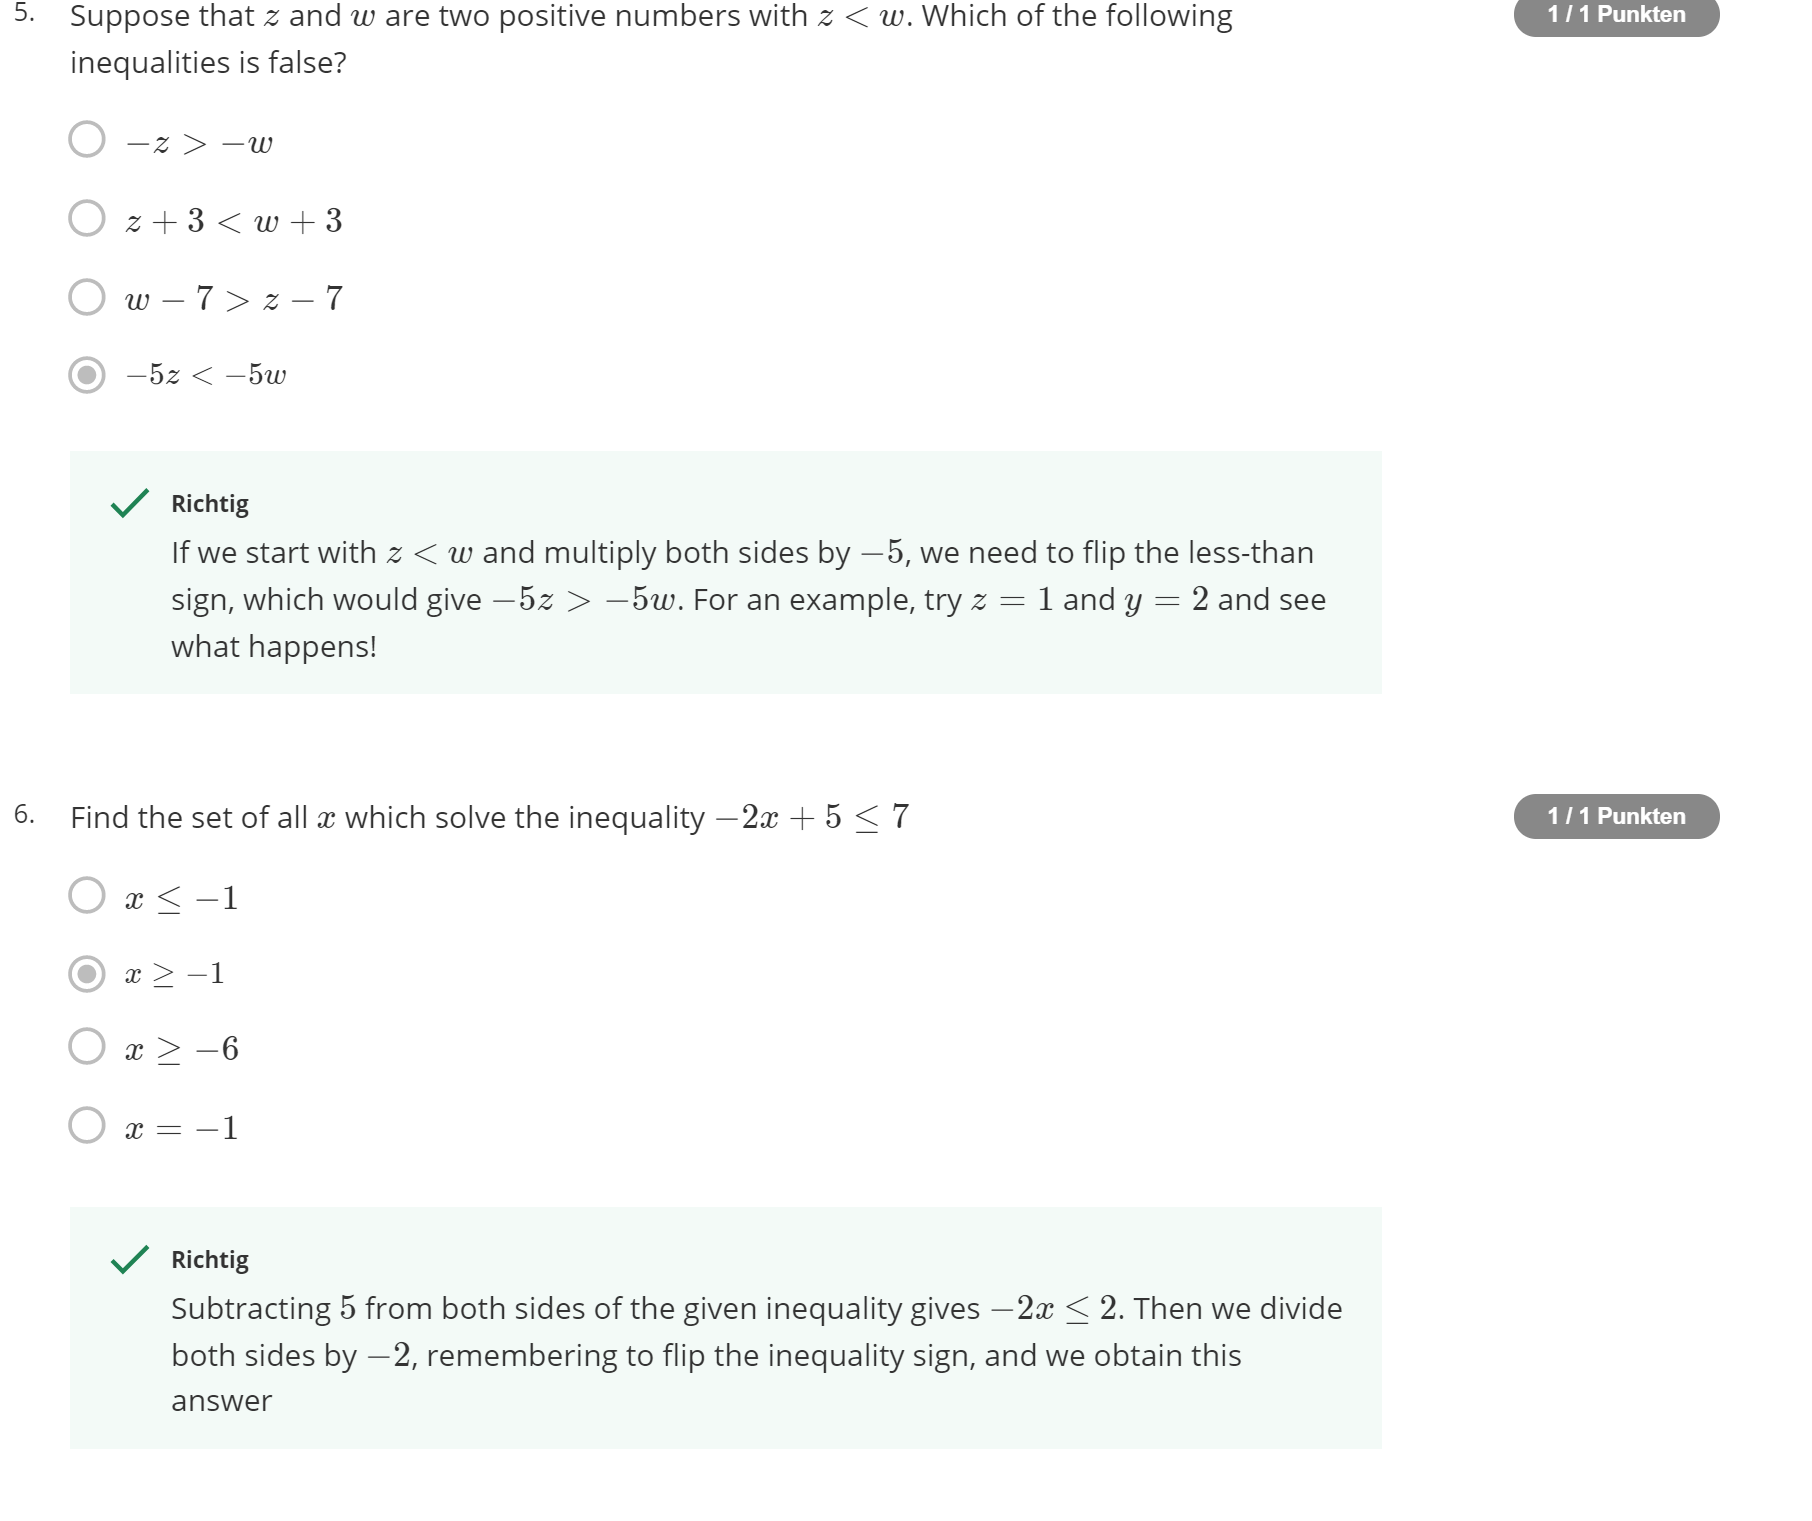 5. Suppose that z and w are two positive numbers with z < w. Which of the following 1 / 1 Punkten
inequalities is false?
−z > −w
z + 3 < w + 3
w − 7 > z − 7
−5z < −5w
Richtig
If we start with z < w and multiply both sides by −5, we need to flip the less-than
sign, which would give −5z > −5w. For an example, try z = 1 and y = 2 and see
what happens!
6. Find the set of all x which solve the inequality −2x + 5 ≤ 7 1 / 1 Punkten
x ≤ −1
x ≥ −1
x ≥ −6
x = −1
Richtig
Subtracting 5 from both sides of the given inequality gives −2x ≤ 2. Then we divide
both sides by −2, remembering to flip the inequality sign, and we obtain this
answer